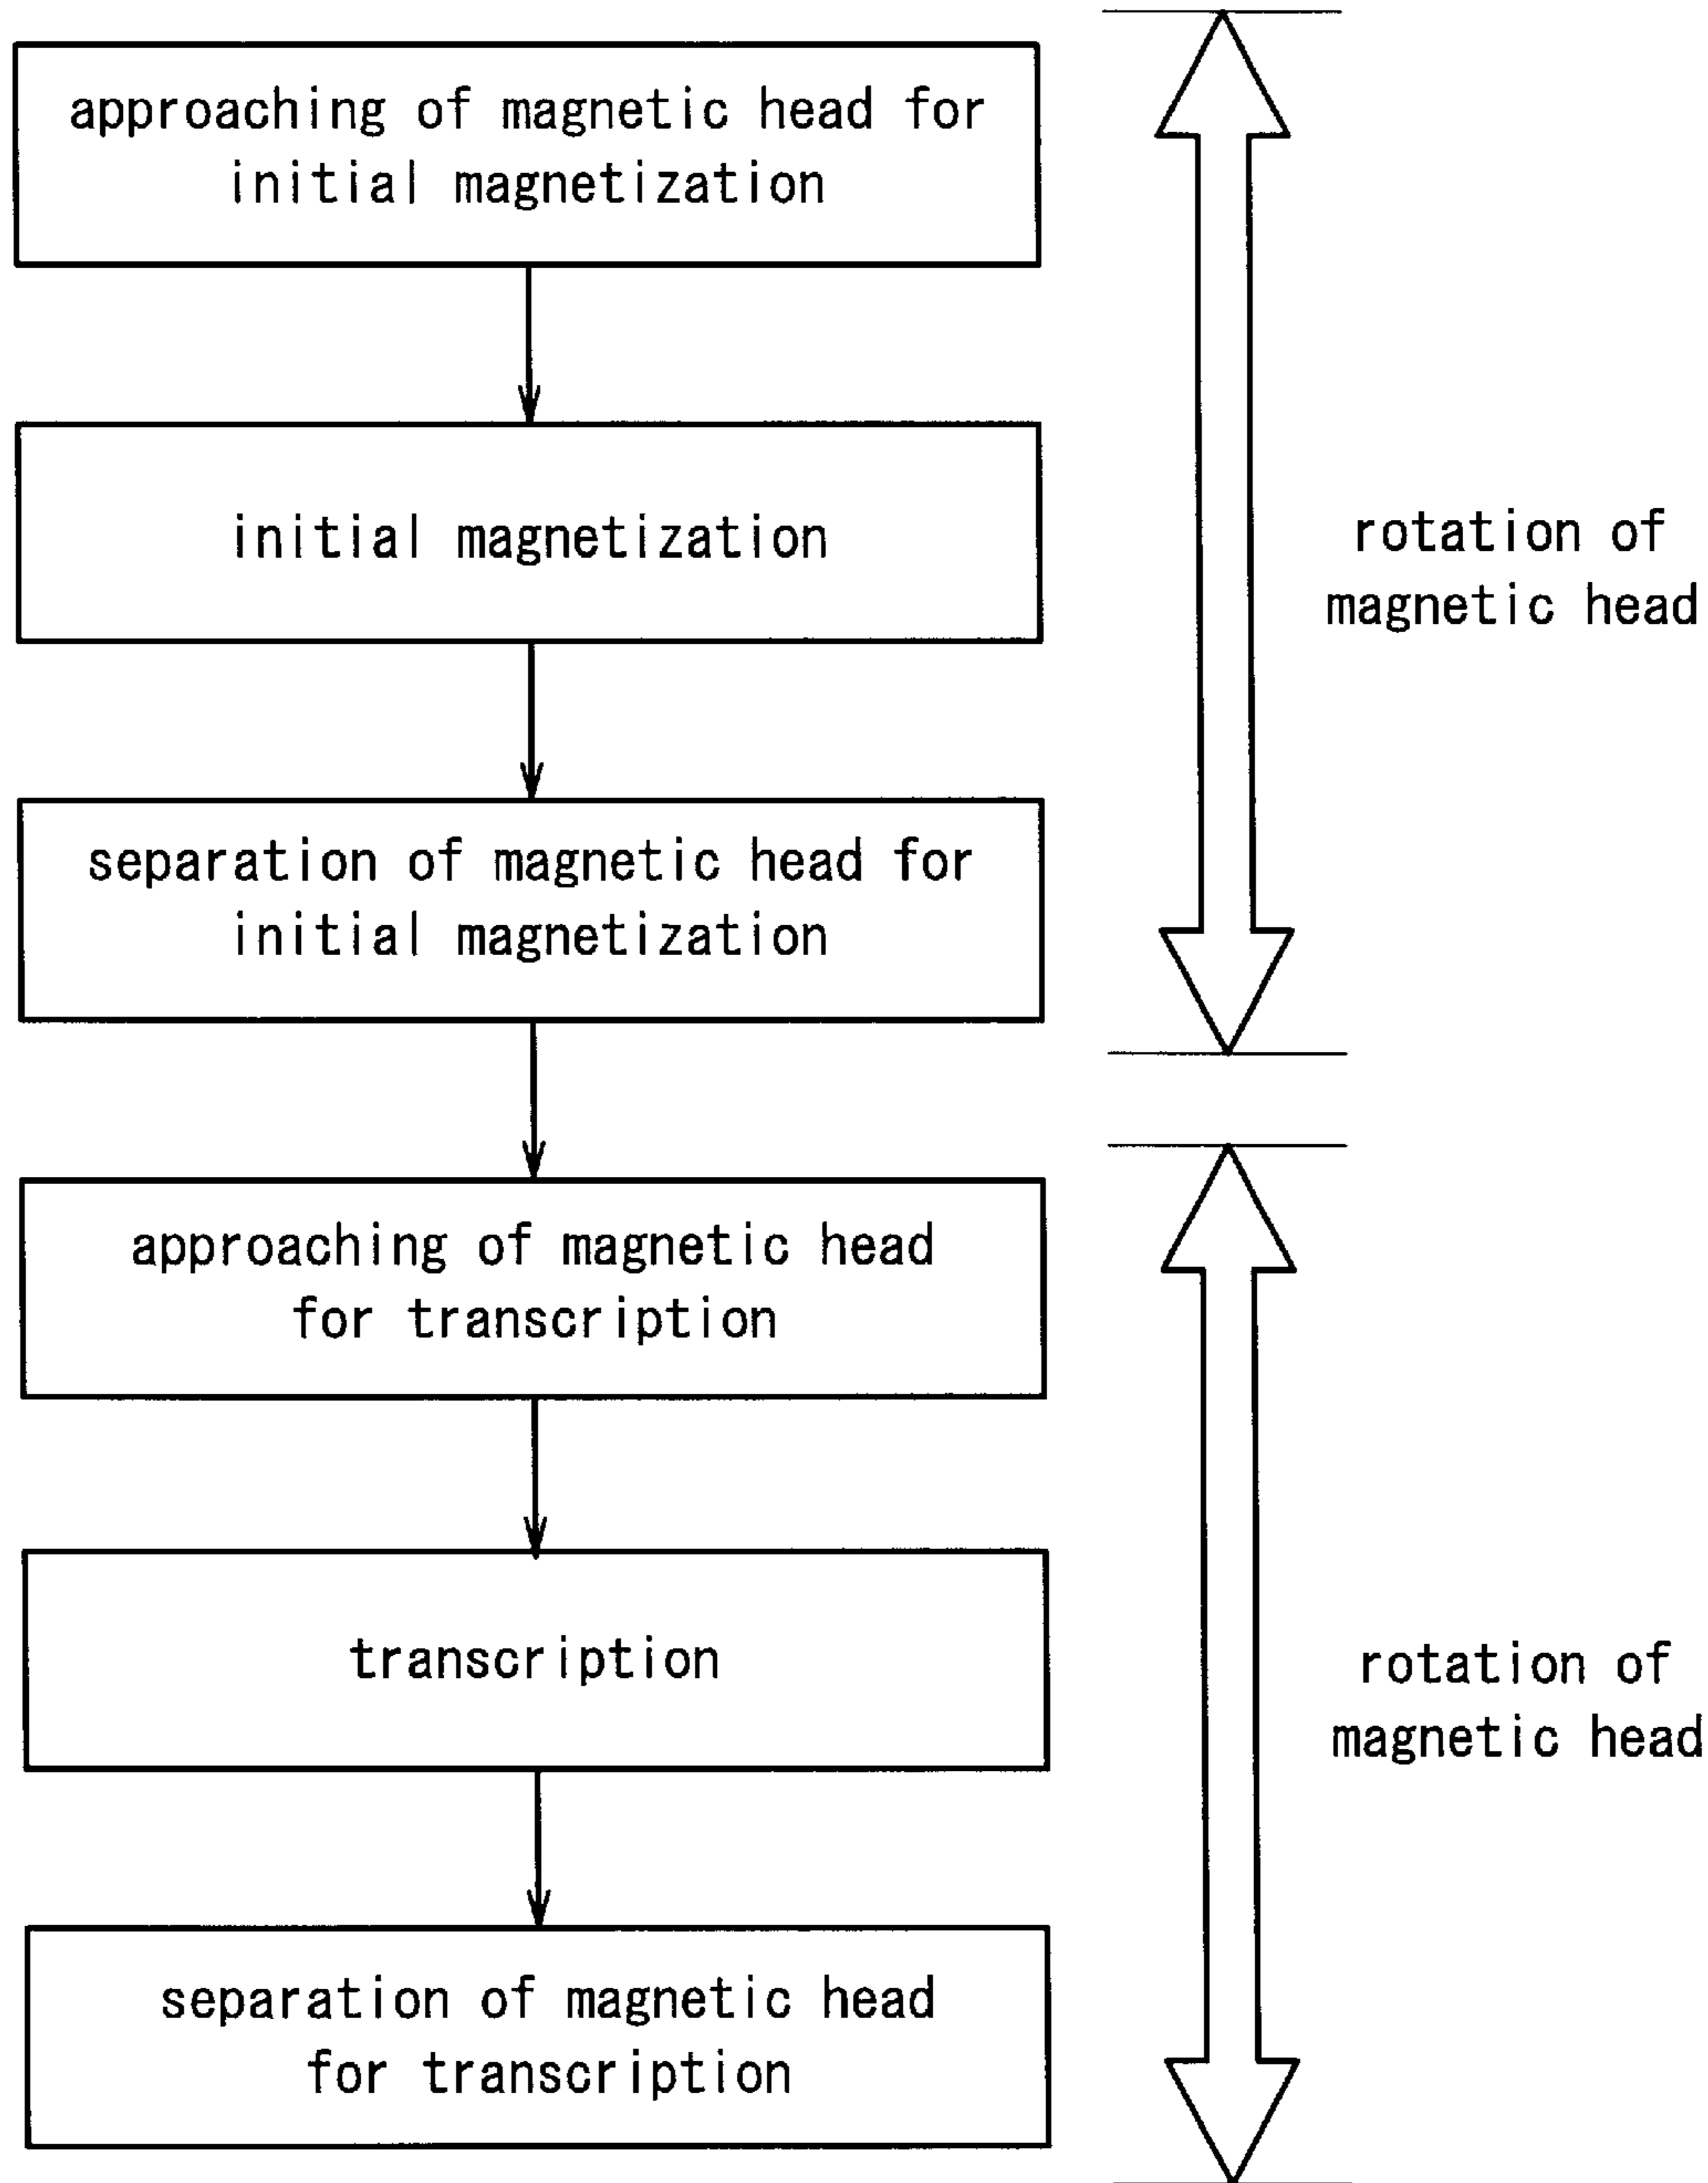 approaching of magnetic head for
initial magnetization
initial magnetization
rotation of
magnetic head
separation of magnetic head for
initial magnetization
approaching of magnetic head
for transcription
transcription
rotation of
magnetic head
separation of magnetic head
for transcription